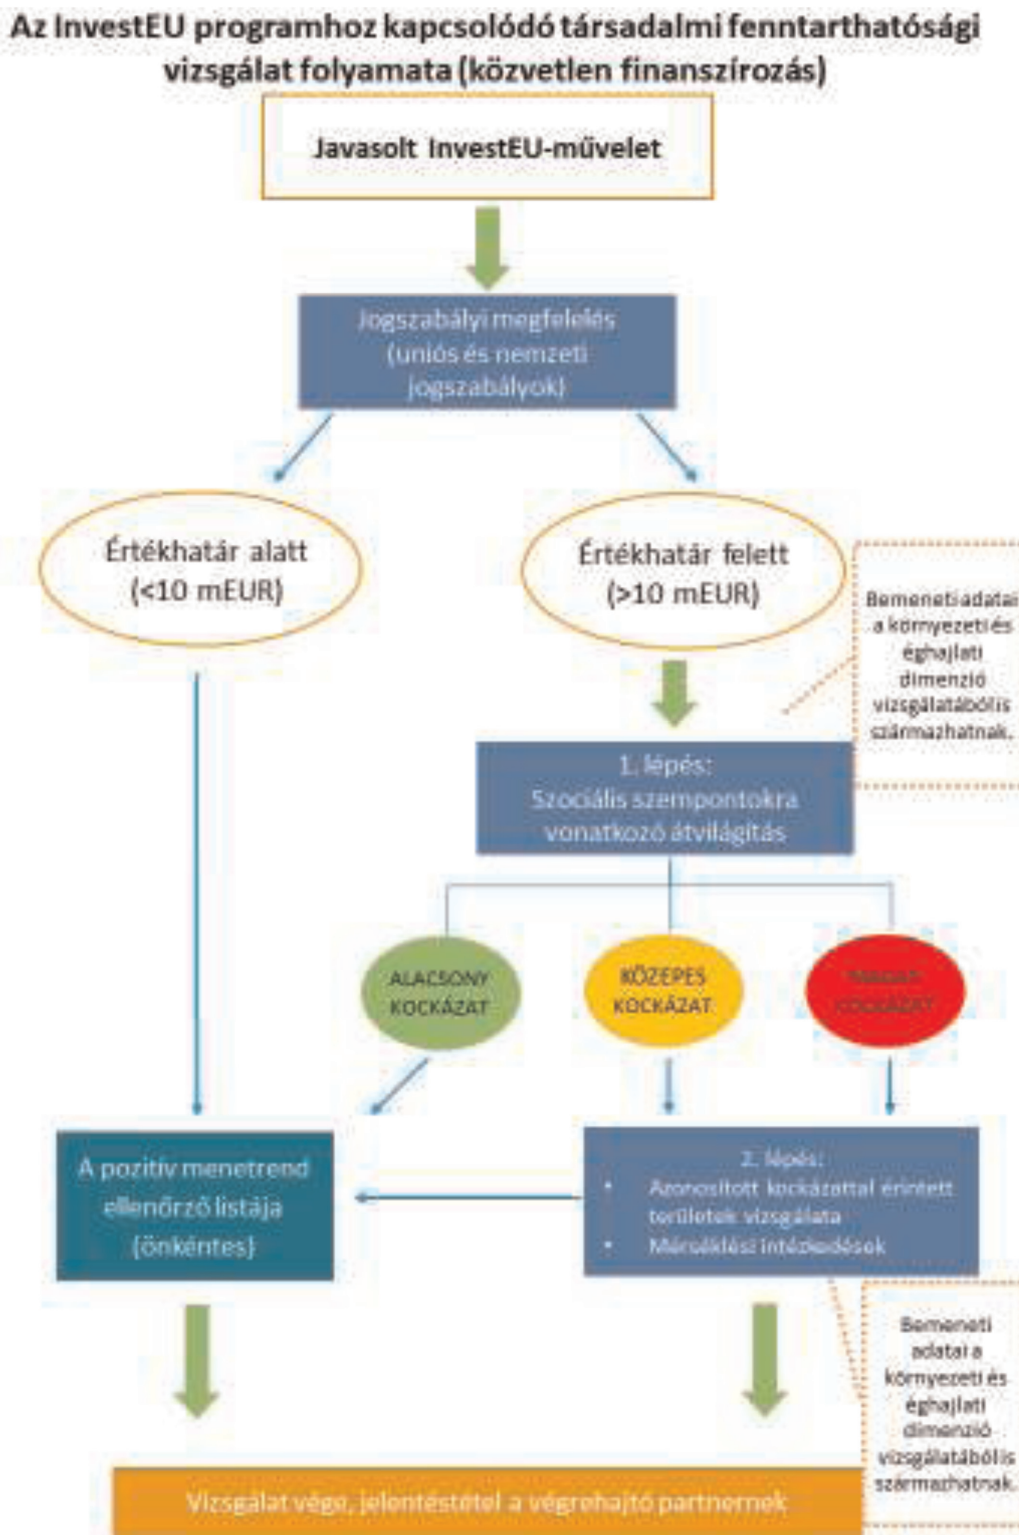 Az InvestEU programhoz kapcsolódó társadalmi fenntarthatósági
vizsgálat folyamata (közvetlen finanszírozás)
Javasolt InvestEU-művelet
Jogszabályi megfelelés
(uniós és nemzeti
jogszabályok)
Értékhatár alatt
(<10 mEUR)
Értékhatár felett
(>10 mEUR)
Bemeneti adatai
a környezeti és
éghajlati
dimenzió
vizsgálatából is
származhatnak.
1. lépés:
Szociális szempontokra
vonatkozó átvilágítás
ALACSONY
KOCKÁZAT
KÖZEPES
KOCKÁZAT
KOCKÁZAT
A pozitív menetrend
ellenőrző listája
(önkéntes)
2. lépés:
• Azonosított kockázattal érintett
területek vizsgálata
• Mérséklési intézkedések
Bemeneti
adatai a
környezeti és
éghajlati
dimenzió
vizsgálatából is
származhatnak.
Vizsgálat vége, jelentéstétel a végrehajtó partnernek